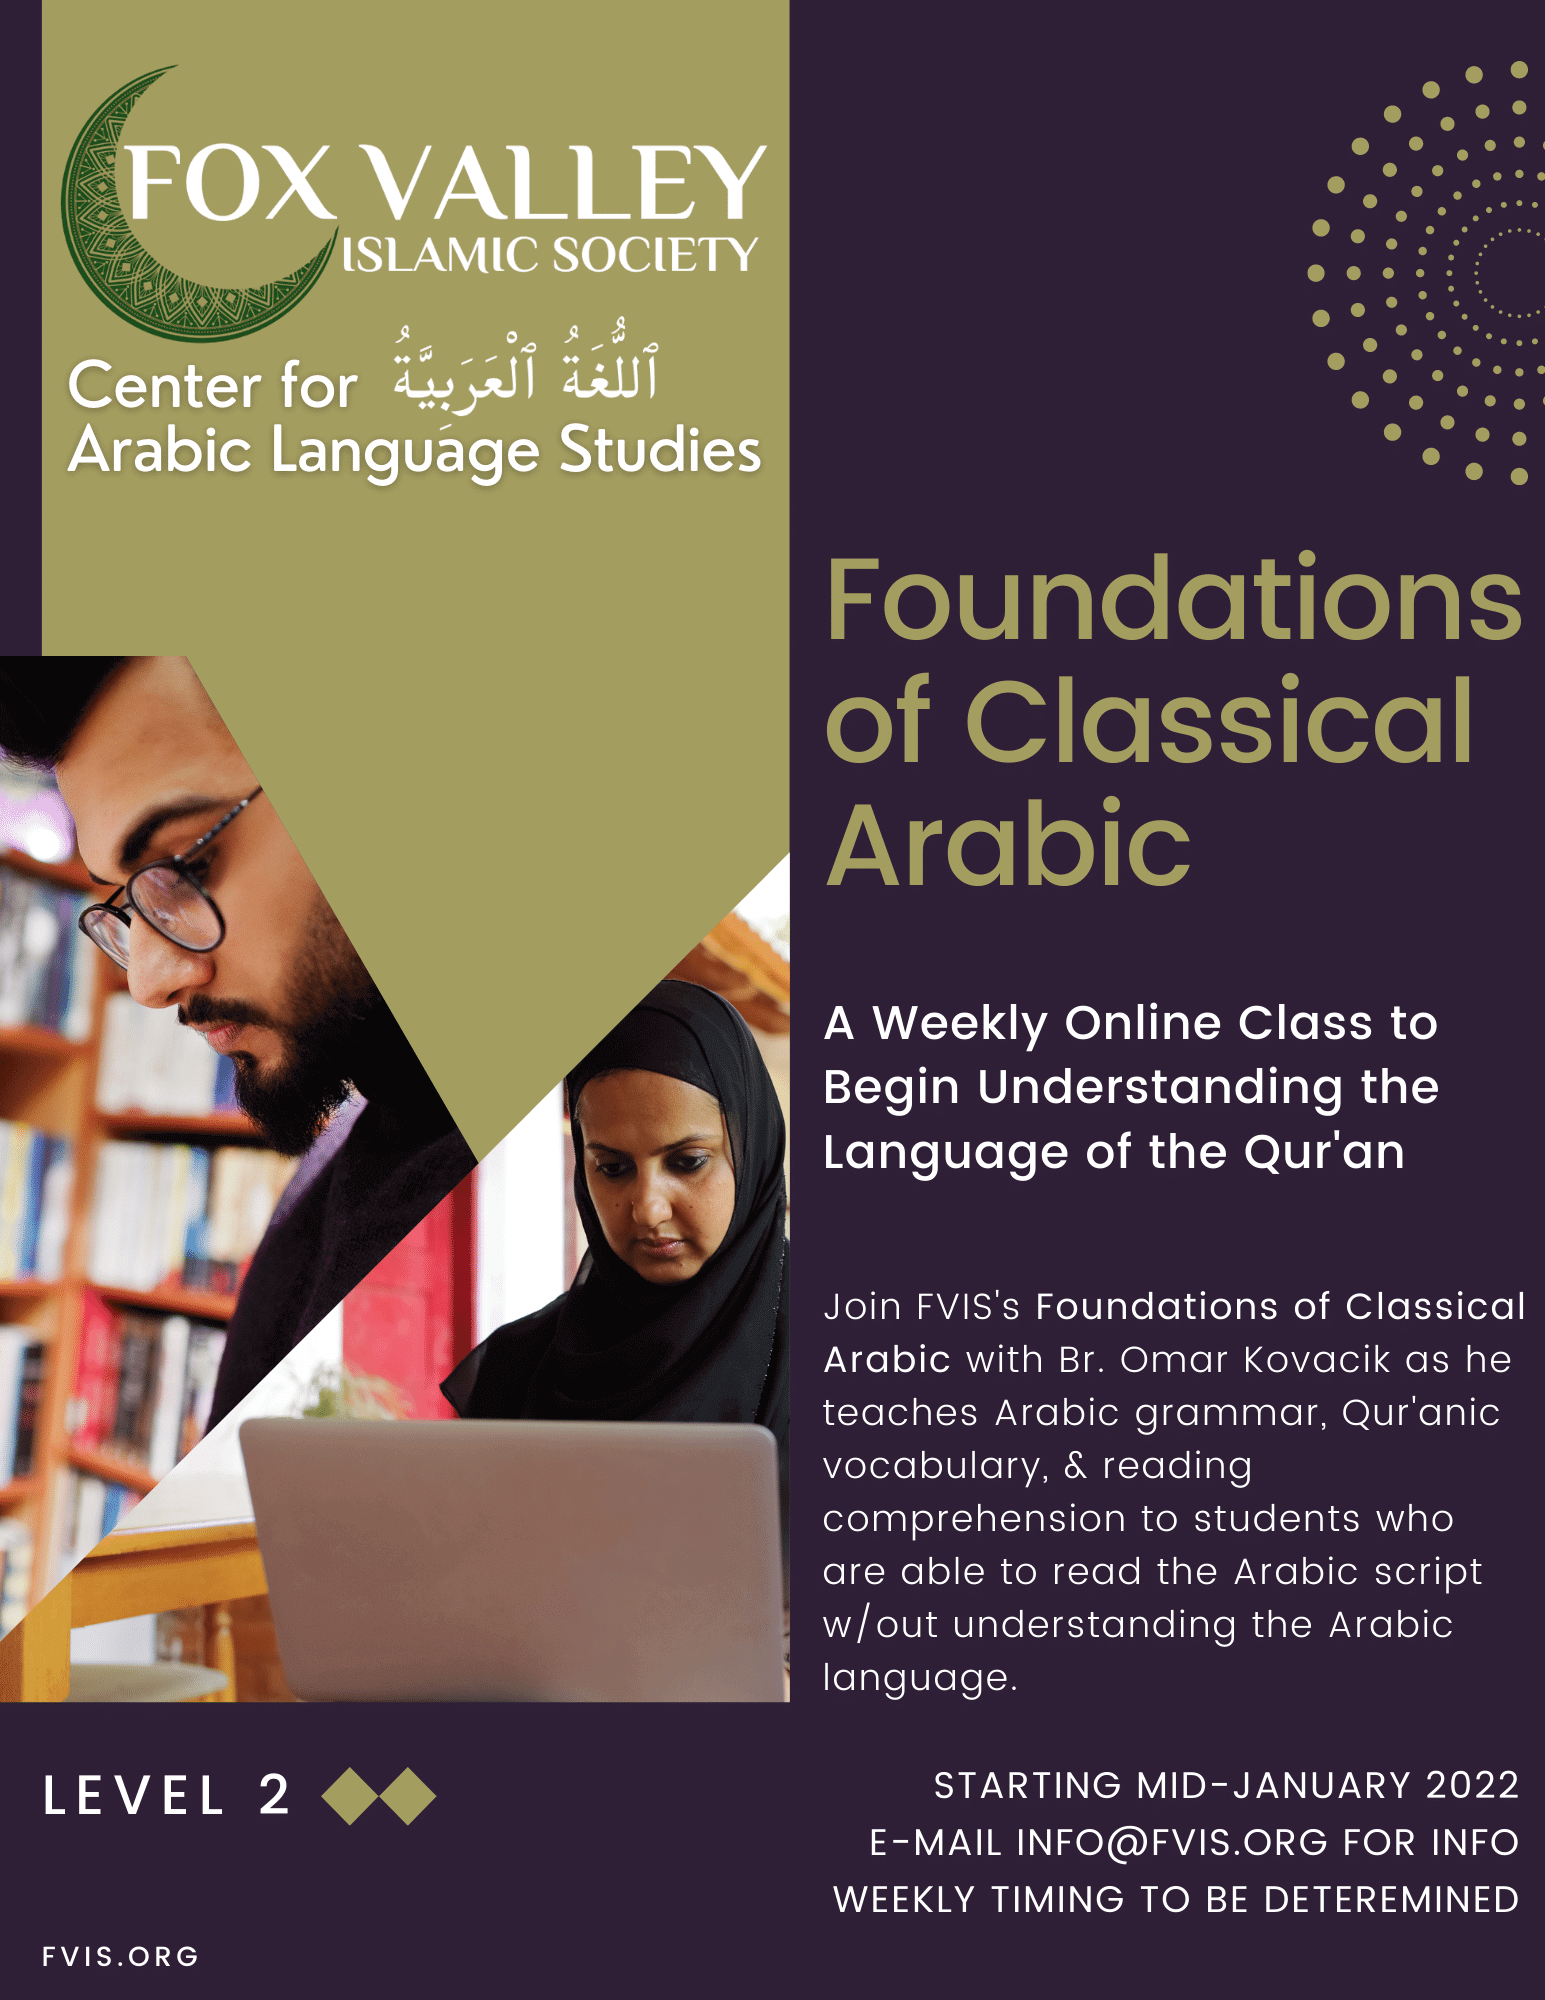 FOX VALLEY
ISLAMIC SOCIETY
Center for ٱللُّغَةُ ٱلْعَرَبِيَّةُ
Arabic Language Studies
Foundations
of Classical
Arabic
A Weekly Online Class to
Begin Understanding the
Language of the Qur'an
Join FVIS's Foundations of Classical
Arabic with Br. Omar Kovacik as he
teaches Arabic grammar, Qur'anic
vocabulary, & reading
comprehension to students who
are able to read the Arabic script
w/out understanding the Arabic
language.
LEVEL 2
STARTING MID-JANUARY 2022
E-MAIL INFO@FVIS.ORG FOR INFO
WEEKLY TIMING TO BE DETEREMINED
FVIS.ORG